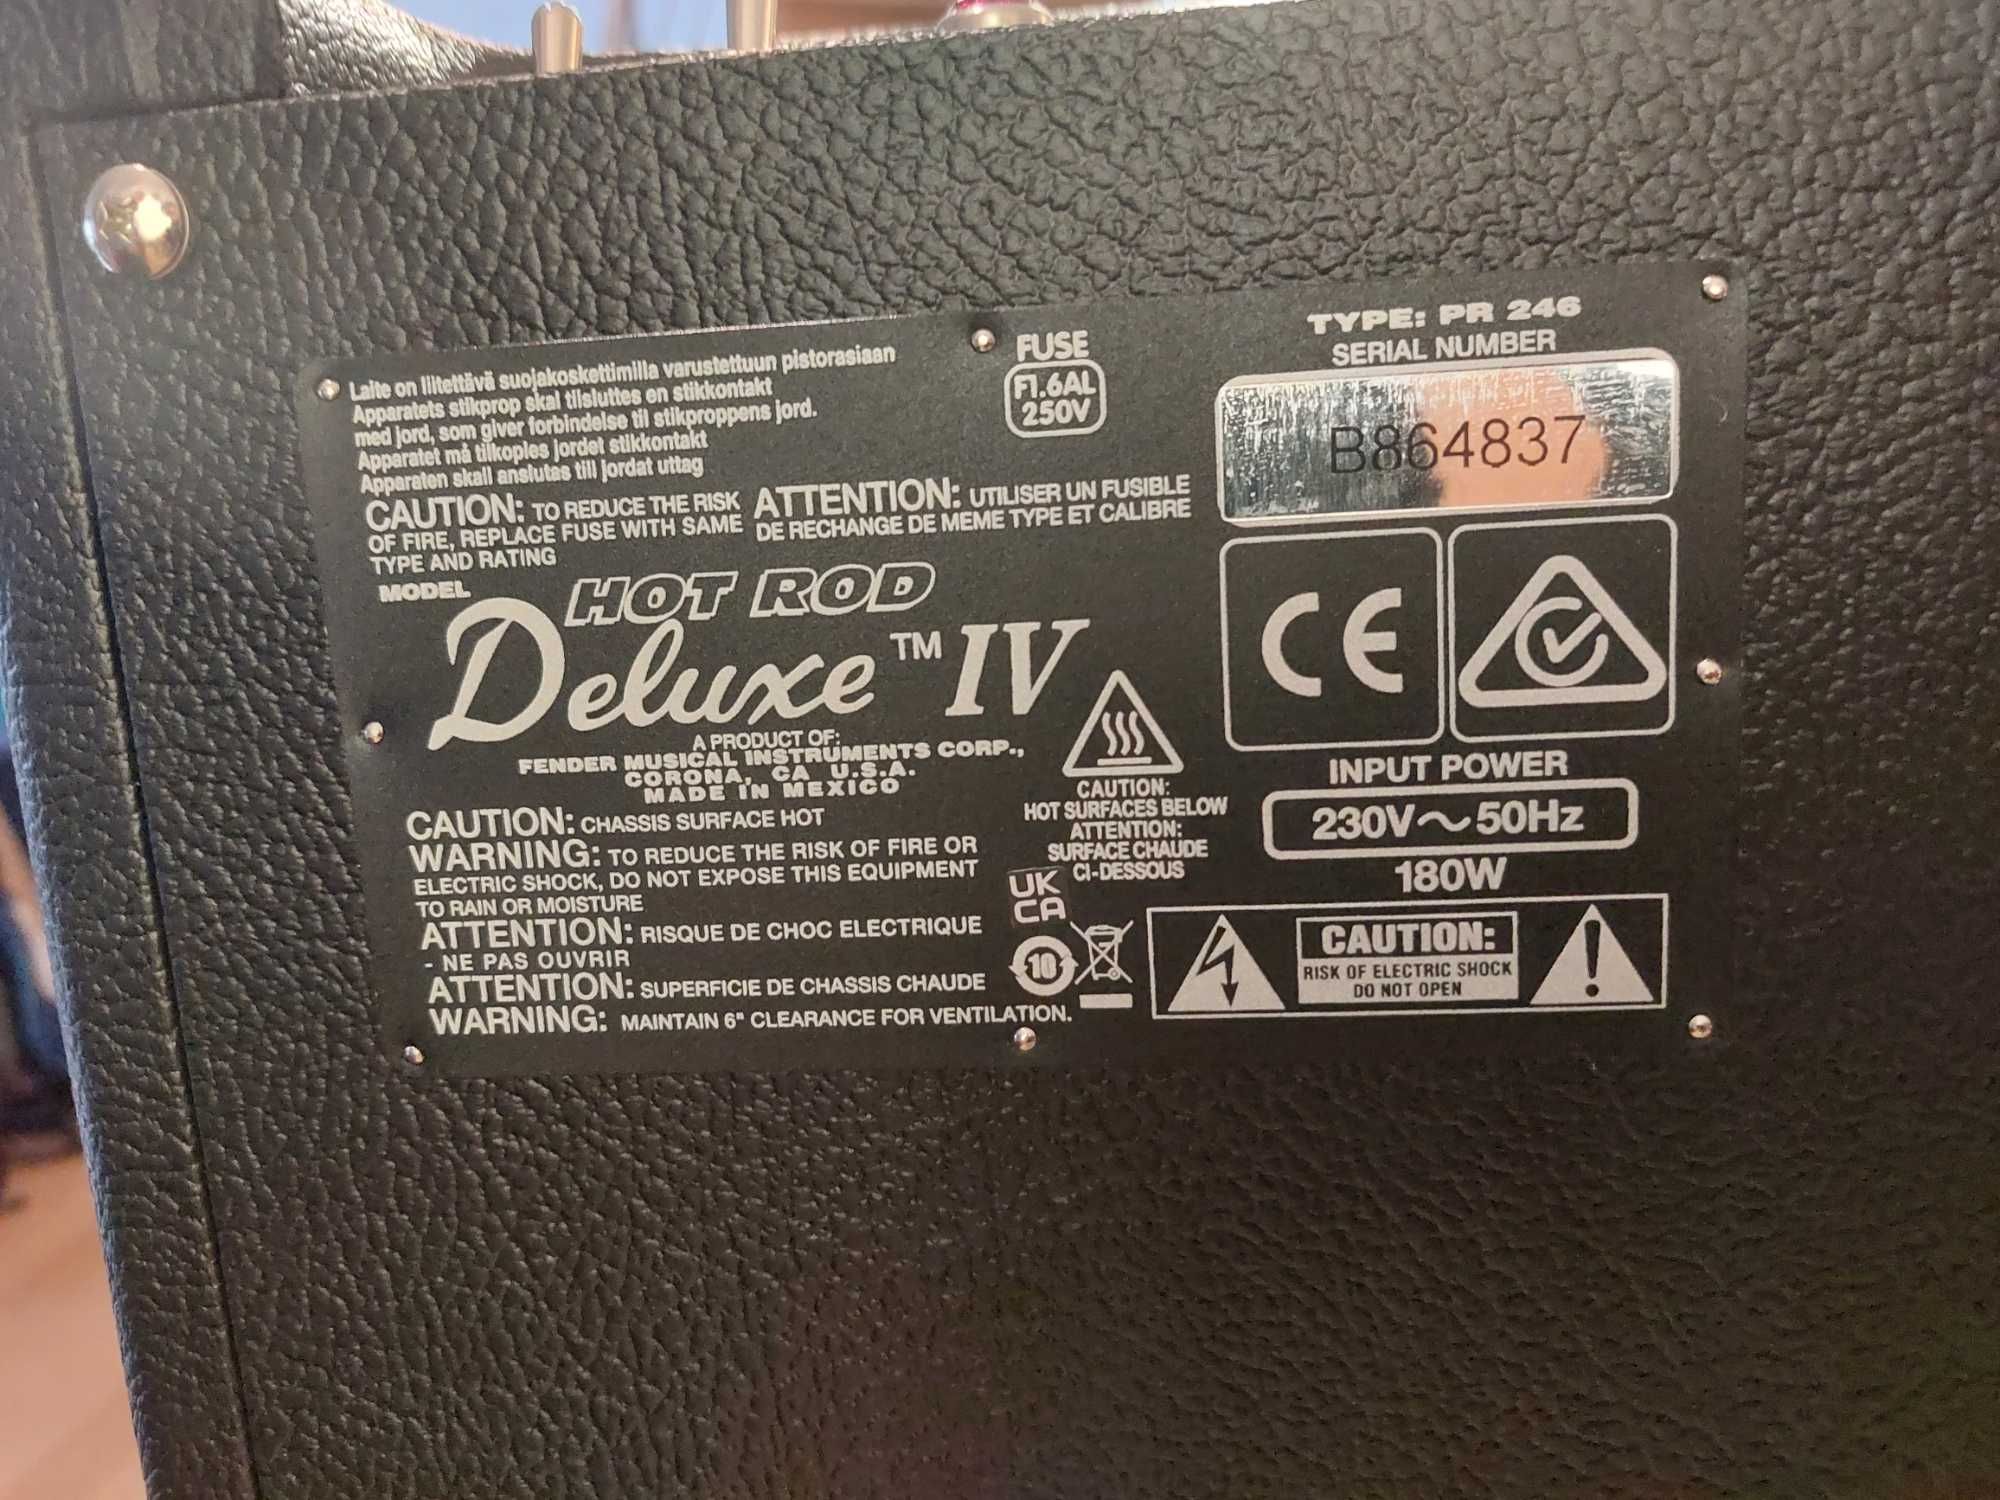 Laite on liitettävä suojakoskettimilla varustettuun pistorasiaan
Apparatets stikprop skal tilsluttes en stikkontakt
med jord, som giver forbindelse til stikproppens jord.
Apparatet må tilkoples jordet stikkontakt
Apparaten skall anslutas till jordat uttag
FUSE
F1.6AL
250V
TYPE: PR 246
SERIAL NUMBER
B864837
CAUTION: TO REDUCE THE RISK
OF FIRE, REPLACE FUSE WITH SAME
TYPE AND RATING
ATTENTION: UTILISER UN FUSIBLE
DE RECHANGE DE MEME TYPE ET CALIBRE
MODEL
HOT ROD
Deluxe™ IV
A PRODUCT OF:
FENDER MUSICAL INSTRUMENTS CORP.,
CORONA, CA U.S.A.
MADE IN MEXICO
CE
CAUTION:
HOT SURFACES BELOW
ATTENTION:
SURFACE CHAUDE
CI-DESSOUS
INPUT POWER
230V～50Hz
180W
CAUTION: CHASSIS SURFACE HOT
WARNING: TO REDUCE THE RISK OF FIRE OR
ELECTRIC SHOCK, DO NOT EXPOSE THIS EQUIPMENT
TO RAIN OR MOISTURE
ATTENTION: RISQUE DE CHOC ELECTRIQUE
- NE PAS OUVRIR
ATTENTION: SUPERFICIE DE CHASSIS CHAUDE
WARNING: MAINTAIN 6" CLEARANCE FOR VENTILATION.
UK
CA
10
CAUTION:
RISK OF ELECTRIC SHOCK
DO NOT OPEN